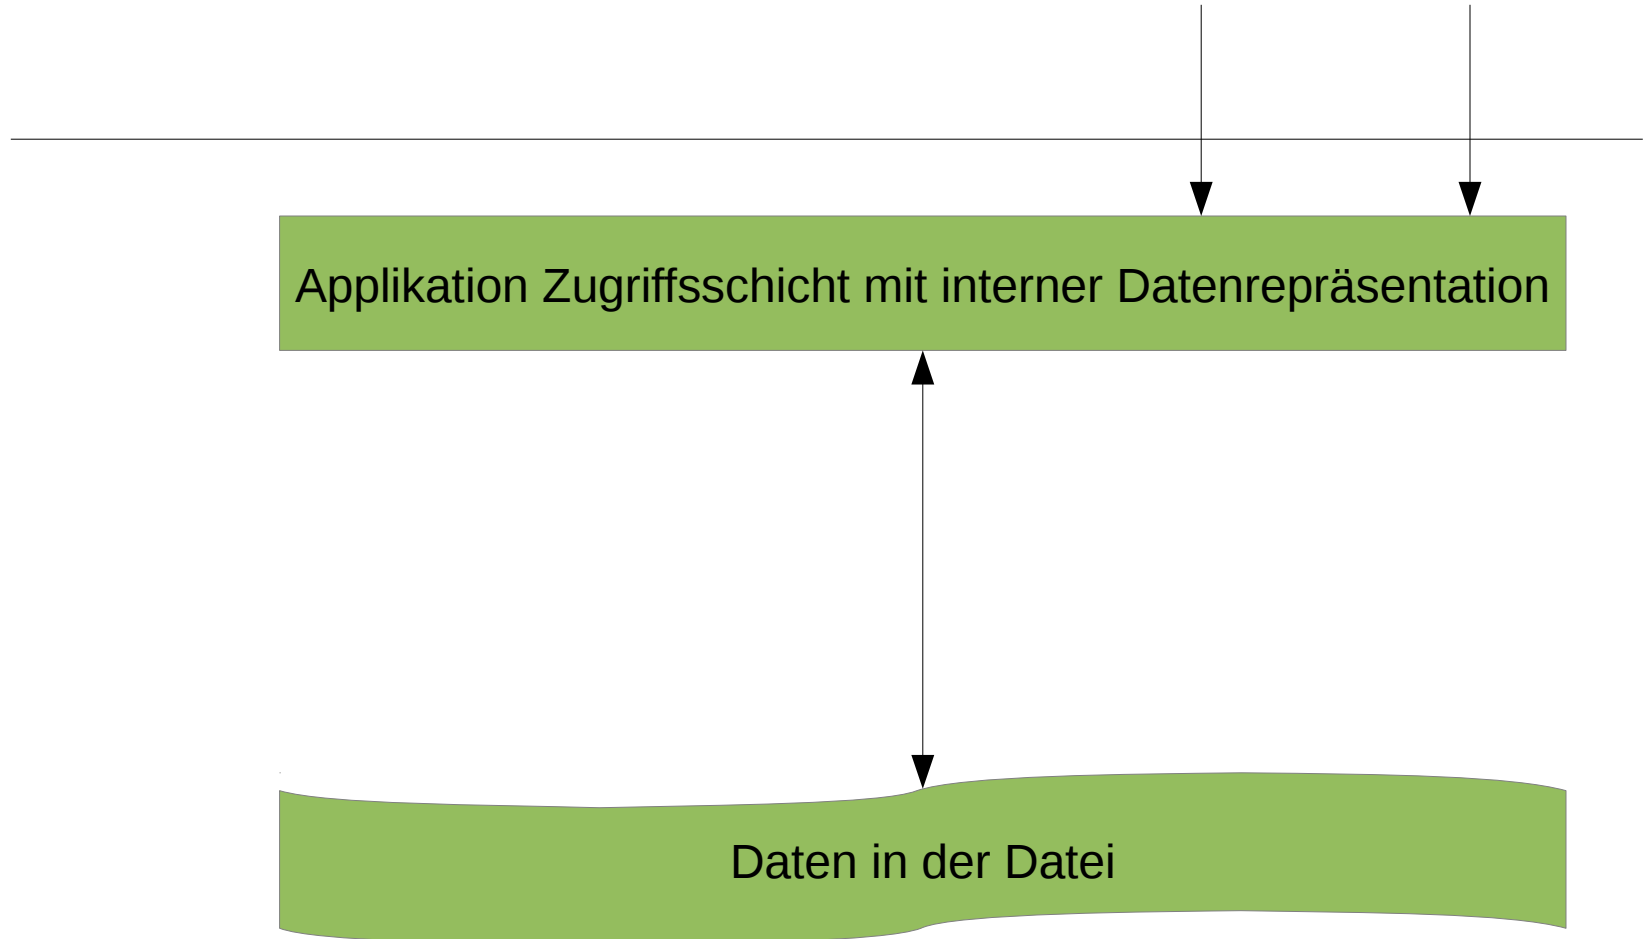 Applikation Zugriffsschicht mit interner Datenrepräsentation
Daten in der Datei